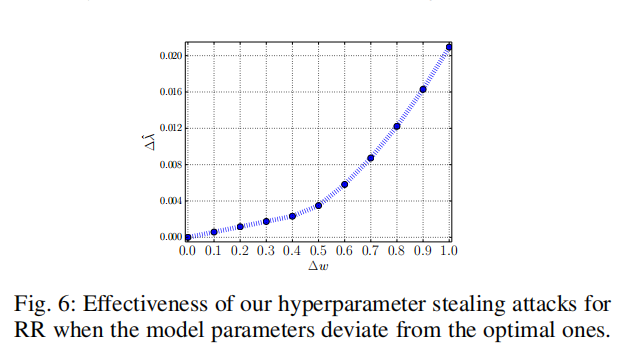 0.020
0.016
0.012
0.008
0.004
0.000
Δλ̂
0.0 0.1 0.2 0.3 0.4 0.5 0.6 0.7 0.8 0.9 1.0
Δw
Fig. 6: Effectiveness of our hyperparameter stealing attacks for
RR when the model parameters deviate from the optimal ones.